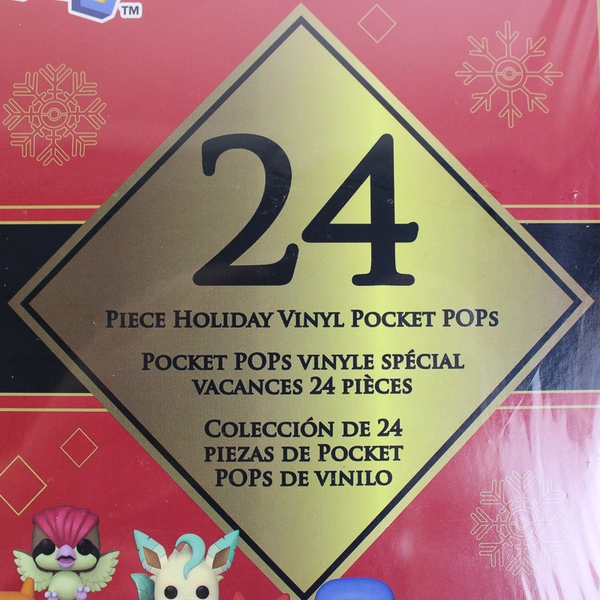 TM
24
PIECE HOLIDAY VINYL POCKET POPS
POCKET POPS VINYLE SPÉCIAL
VACANCES 24 PIÈCES
COLECCIÓN DE 24
PIEZAS DE POCKET
POPS DE VINILO